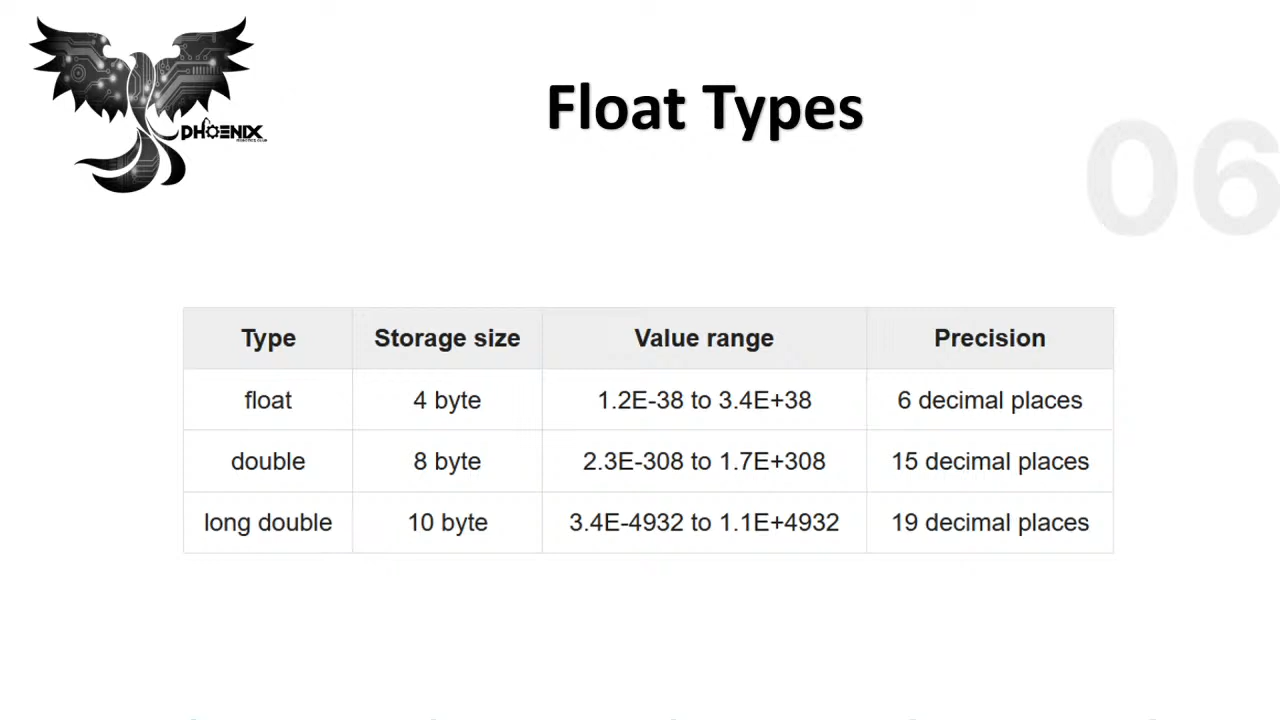 PHOENIX
ROBOTICS CLUB
Float Types
06
Type Storage size Value range Precision
float 4 byte 1.2E-38 to 3.4E+38 6 decimal places
double 8 byte 2.3E-308 to 1.7E+308 15 decimal places
long double 10 byte 3.4E-4932 to 1.1E+4932 19 decimal places